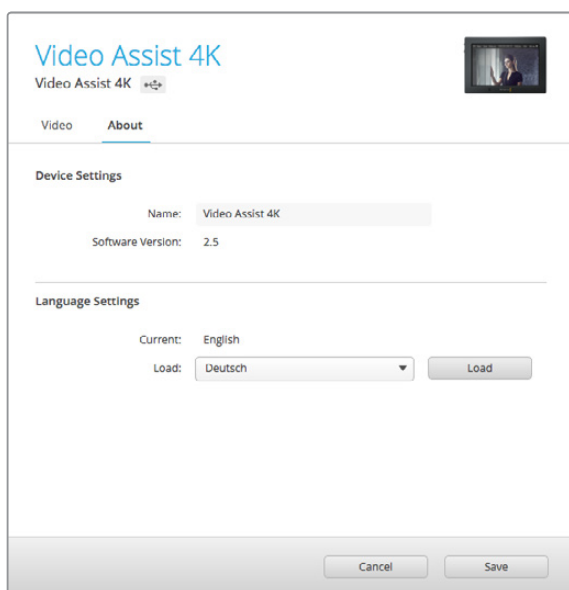 Video Assist 4K
Video Assist 4K
Video About
Device Settings
Name: Video Assist 4K
Software Version: 2.5
Language Settings
Current: English
Load: Deutsch Load
Cancel Save